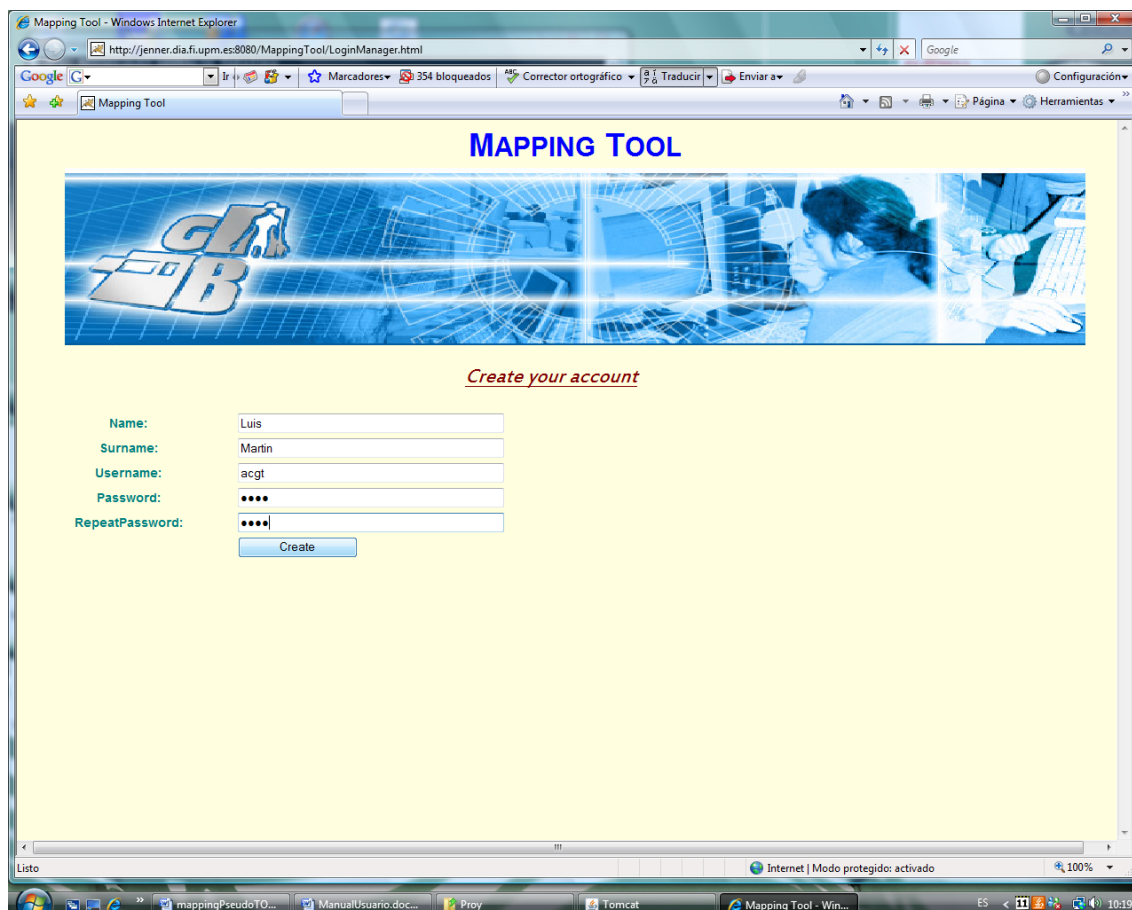 Mapping Tool - Windows Internet Explorer
http://jenner.dia.fi.upm.es:8080/MappingTool/LoginManager.html
Google
Google G Ir Marcadores 354 bloqueados Corrector ortográfico Traducir Enviar a Configuración
Mapping Tool Página Herramientas
MAPPING TOOL
GIB
Create your account
Name: Luis
Surname: Martin
Username: acgt
Password: ••••
RepeatPassword: ••••
Create
Listo Internet | Modo protegido: activado 100%
mappingPseudoTO... ManualUsuario.doc... Proy Tomcat Mapping Tool - Win... ES 11 10:19